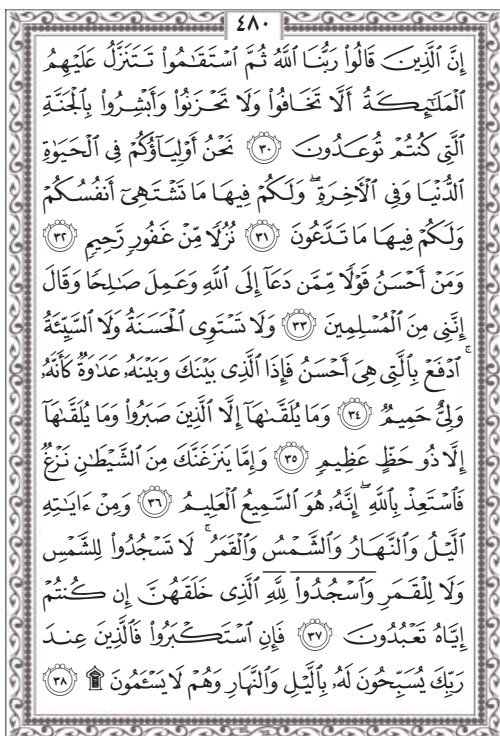 ٤٨٠
إِنَّ ٱلَّذِينَ قَالُوا۟ رَبُّنَا ٱللَّهُ ثُمَّ ٱسْتَقَـٰمُوا۟ تَتَنَزَّلُ عَلَيْهِمُ
ٱلْمَلَـٰٓئِكَةُ أَلَّا تَخَافُوا۟ وَلَا تَحْزَنُوا۟ وَأَبْشِرُوا۟ بِٱلْجَنَّةِ
ٱلَّتِى كُنتُمْ تُوعَدُونَ ٣٠ نَحْنُ أَوْلِيَآؤُكُمْ فِى ٱلْحَيَوٰةِ
ٱلدُّنْيَا وَفِى ٱلْـَٔاخِرَةِ ۖ وَلَكُمْ فِيهَا مَا تَشْتَهِىٓ أَنفُسُكُمْ
وَلَكُمْ فِيهَا مَا تَدَّعُونَ ٣١ نُزُلًا مِّنْ غَفُورٍ رَّحِيمٍ ٣٢
وَمَنْ أَحْسَنُ قَوْلًا مِّمَّن دَعَآ إِلَى ٱللَّهِ وَعَمِلَ صَـٰلِحًا وَقَالَ
إِنَّنِى مِنَ ٱلْمُسْلِمِينَ ٣٣ وَلَا تَسْتَوِى ٱلْحَسَنَةُ وَلَا ٱلسَّيِّئَةُ ۚ
ٱدْفَعْ بِٱلَّتِى هِىَ أَحْسَنُ فَإِذَا ٱلَّذِى بَيْنَكَ وَبَيْنَهُۥ عَدَٰوَةٌ كَأَنَّهُۥ
وَلِىٌّ حَمِيمٌ ٣٤ وَمَا يُلَقَّىٰهَآ إِلَّا ٱلَّذِينَ صَبَرُوا۟ وَمَا يُلَقَّىٰهَآ
إِلَّا ذُو حَظٍّ عَظِيمٍ ٣٥ وَإِمَّا يَنزَغَنَّكَ مِنَ ٱلشَّيْطَـٰنِ نَزْغٌ
فَٱسْتَعِذْ بِٱللَّهِ ۖ إِنَّهُۥ هُوَ ٱلسَّمِيعُ ٱلْعَلِيمُ ٣٦ وَمِنْ ءَايَـٰتِهِ
ٱلَّيْلُ وَٱلنَّهَارُ وَٱلشَّمْسُ وَٱلْقَمَرُ ۚ لَا تَسْجُدُوا۟ لِلشَّمْسِ
وَلَا لِلْقَمَرِ وَٱسْجُدُوا۟ لِلَّهِ ٱلَّذِى خَلَقَهُنَّ إِن كُنتُمْ
إِيَّاهُ تَعْبُدُونَ ٣٧ فَإِنِ ٱسْتَكْبَرُوا۟ فَٱلَّذِينَ عِندَ
رَبِّكَ يُسَبِّحُونَ لَهُۥ بِٱلَّيْلِ وَٱلنَّهَارِ وَهُمْ لَا يَسْـَٔمُونَ ۩ ٣٨